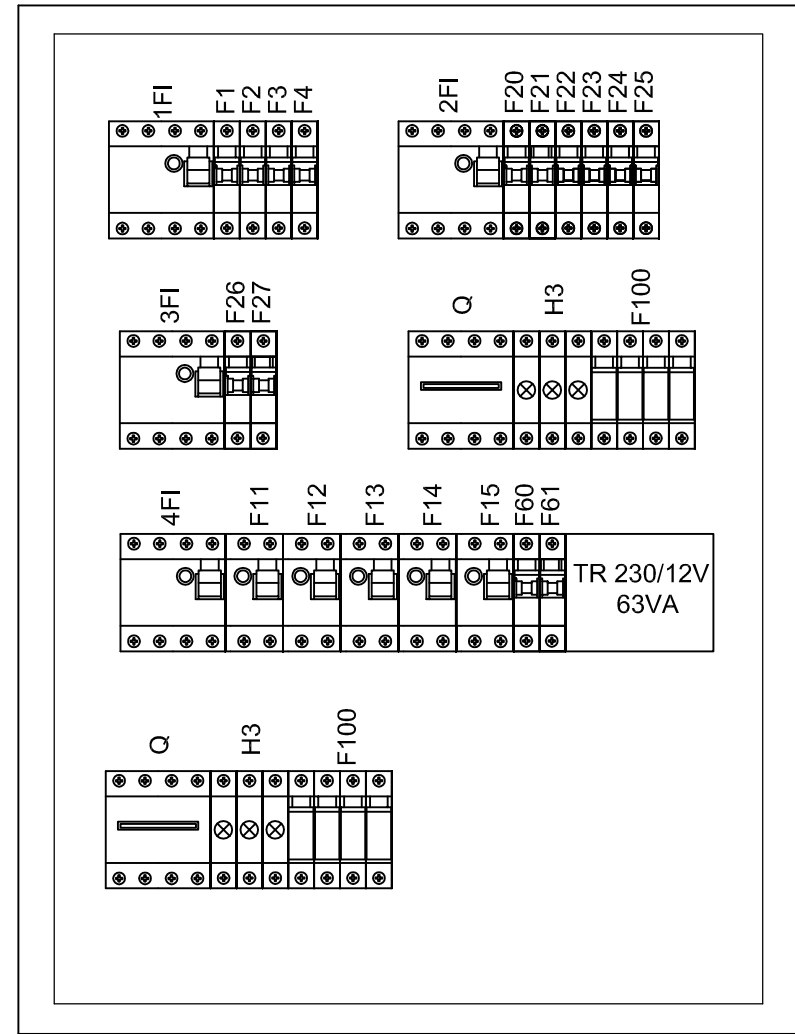 1FI F1 F2 F3 F4 2FI F20 F21 F22 F23 F24 F25
3FI F26 F27 Q H3 F100
4FI F11 F12 F13 F14 F15 F60 F61
TR 230/12V
63VA
Q H3 F100